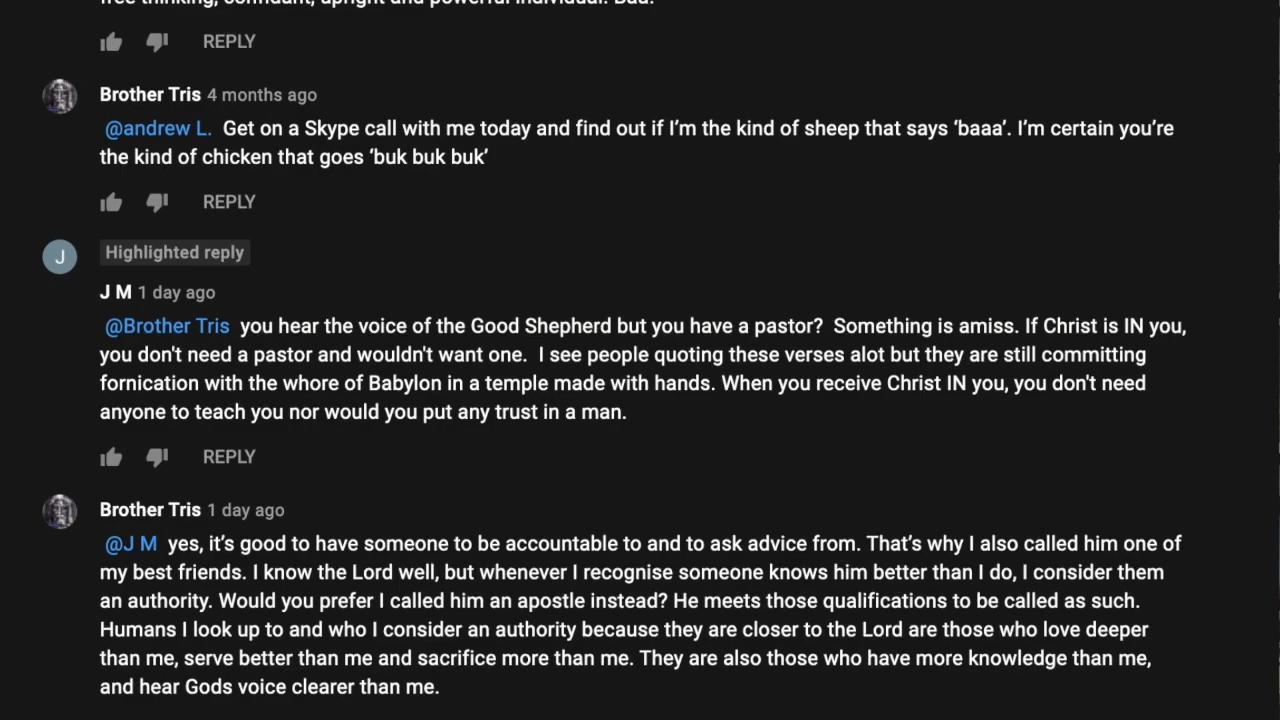 free thinking, confidant, upright and powerful individual. Baa!
REPLY
Brother Tris 4 months ago
@andrew L. Get on a Skype call with me today and find out if I’m the kind of sheep that says ‘baaa’. I’m certain you’re
the kind of chicken that goes ‘buk buk buk’
REPLY
J
Highlighted reply
J M 1 day ago
@Brother Tris you hear the voice of the Good Shepherd but you have a pastor? Something is amiss. If Christ is IN you,
you don't need a pastor and wouldn't want one. I see people quoting these verses alot but they are still committing
fornication with the whore of Babylon in a temple made with hands. When you receive Christ IN you, you don't need
anyone to teach you nor would you put any trust in a man.
REPLY
Brother Tris 1 day ago
@J M yes, it’s good to have someone to be accountable to and to ask advice from. That’s why I also called him one of
my best friends. I know the Lord well, but whenever I recognise someone knows him better than I do, I consider them
an authority. Would you prefer I called him an apostle instead? He meets those qualifications to be called as such.
Humans I look up to and who I consider an authority because they are closer to the Lord are those who love deeper
than me, serve better than me and sacrifice more than me. They are also those who have more knowledge than me,
and hear Gods voice clearer than me.